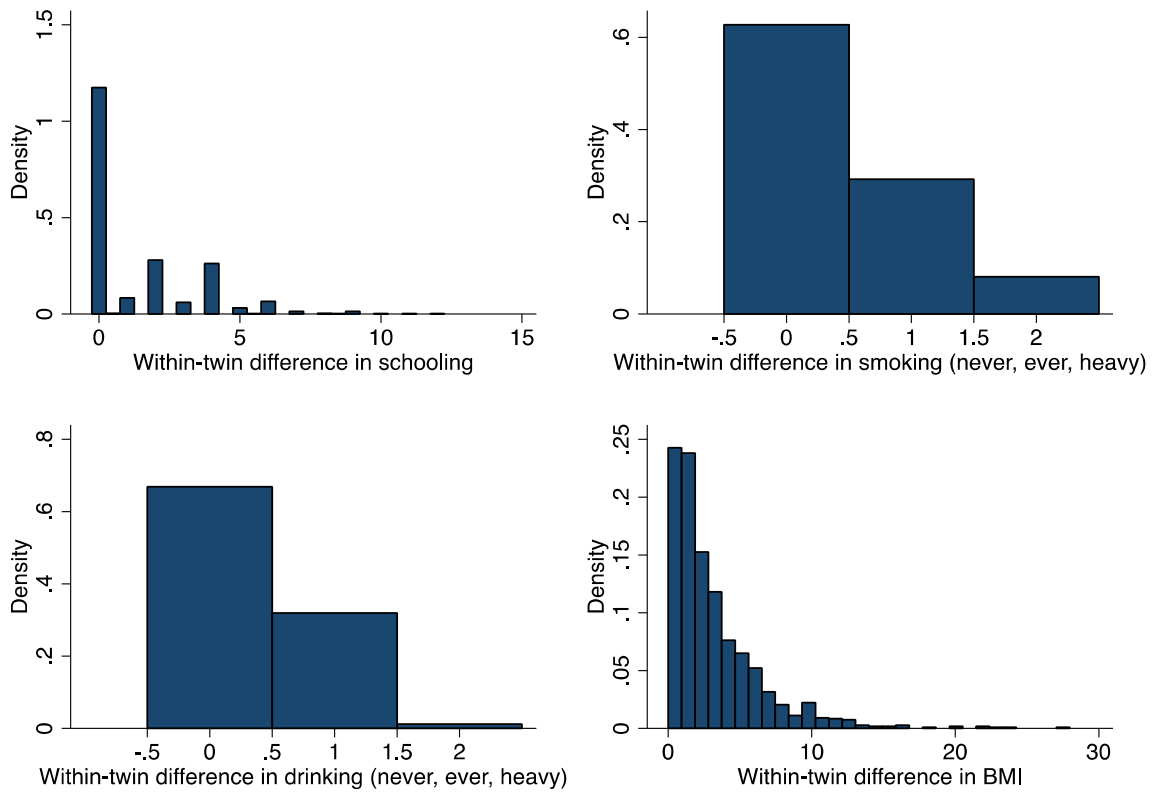 Density
0 .5 1 1.5
0 5 10 15
Within-twin difference in schooling
Density
0 .2 .4 .6
-.5 0 .5 1 1.5 2
Within-twin difference in smoking (never, ever, heavy)
Density
0 .2 .4 .6 .8
-.5 0 .5 1 1.5 2
Within-twin difference in drinking (never, ever, heavy)
Density
0 .05 .1 .15 .2 .25
0 10 20 30
Within-twin difference in BMI